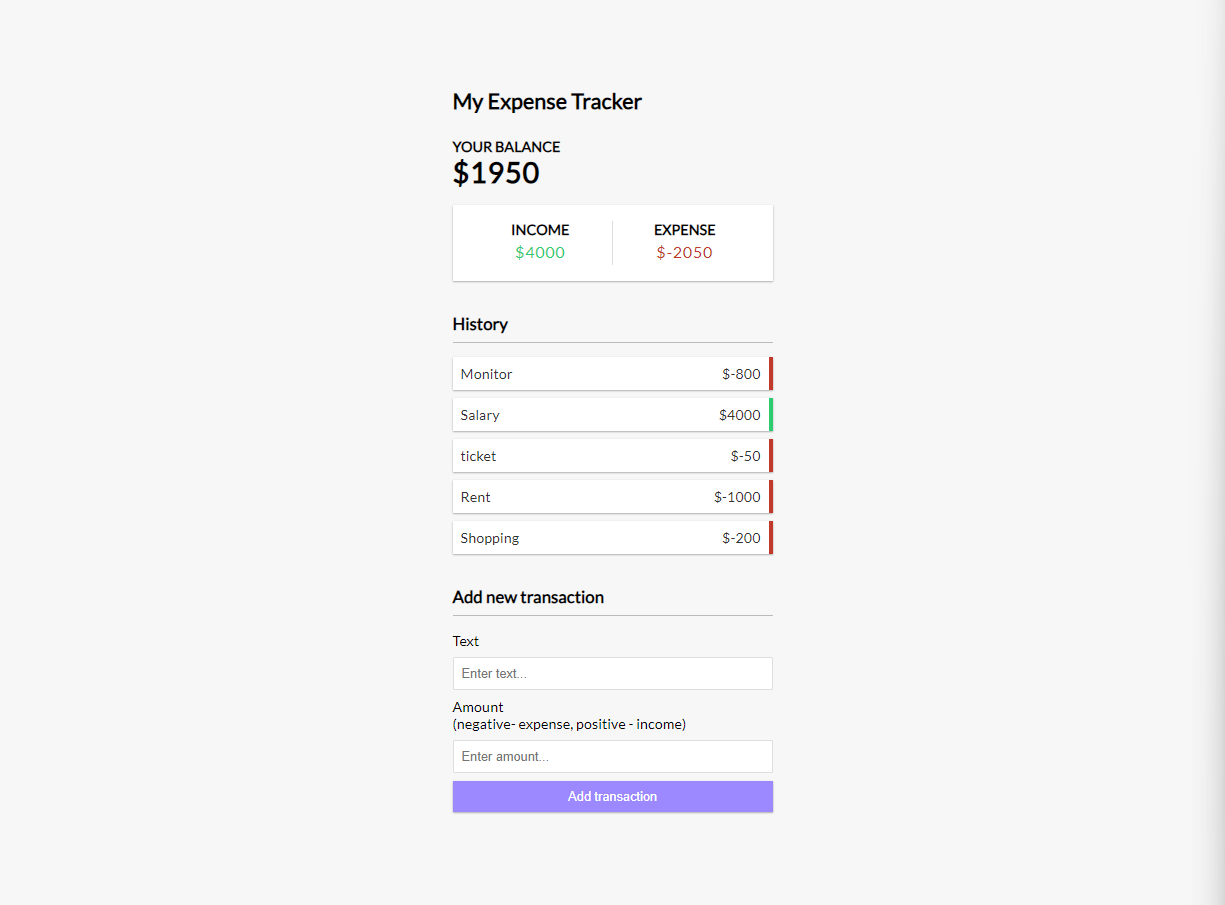 My Expense Tracker
YOUR BALANCE
$1950
INCOME EXPENSE
$4000 $-2050
History
Monitor $-800
Salary $4000
ticket $-50
Rent $-1000
Shopping $-200
Add new transaction
Text
Enter text...
Amount
(negative- expense, positive - income)
Enter amount...
Add transaction